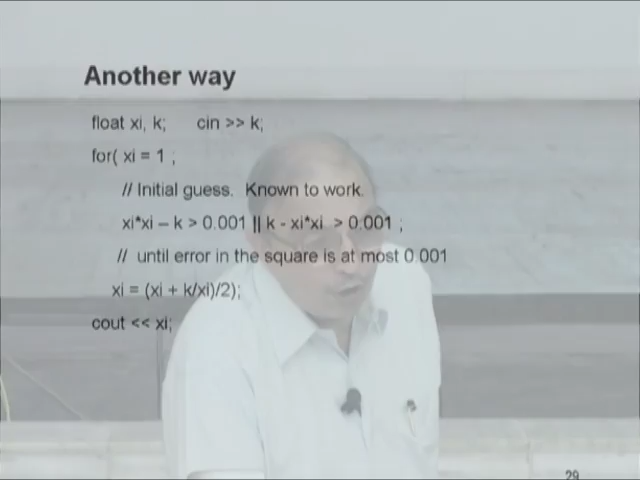 Another way
float xi, k; cin >> k;
for( xi = 1 ;
// Initial guess. Known to work.
xi*xi – k > 0.001 || k - xi*xi > 0.001 ;
// until error in the square is at most 0.001
xi = (xi + k/xi)/2);
cout << xi;
29